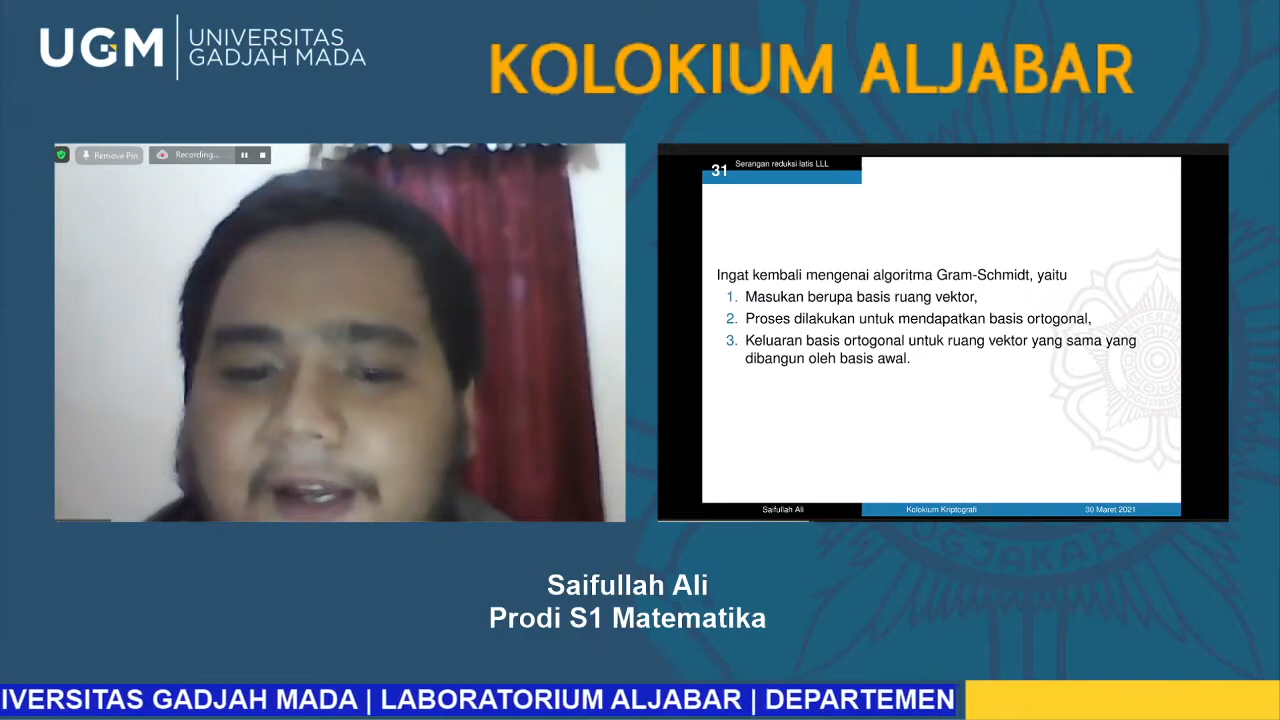 UGM
UNIVERSITAS
GADJAH MADA
KOLOKIUM ALJABAR
Remove Pin
Recording...
31
Serangan reduksi latis LLL
Ingat kembali mengenai algoritma Gram-Schmidt, yaitu
1. Masukan berupa basis ruang vektor,
2. Proses dilakukan untuk mendapatkan basis ortogonal,
3. Keluaran basis ortogonal untuk ruang vektor yang sama yang
dibangun oleh basis awal.
Saifullah Ali
Kolokium Kriptografi
30 Maret 2021
Saifullah Ali
Prodi S1 Matematika
IVERSITAS GADJAH MADA | LABORATORIUM ALJABAR | DEPARTEMEN